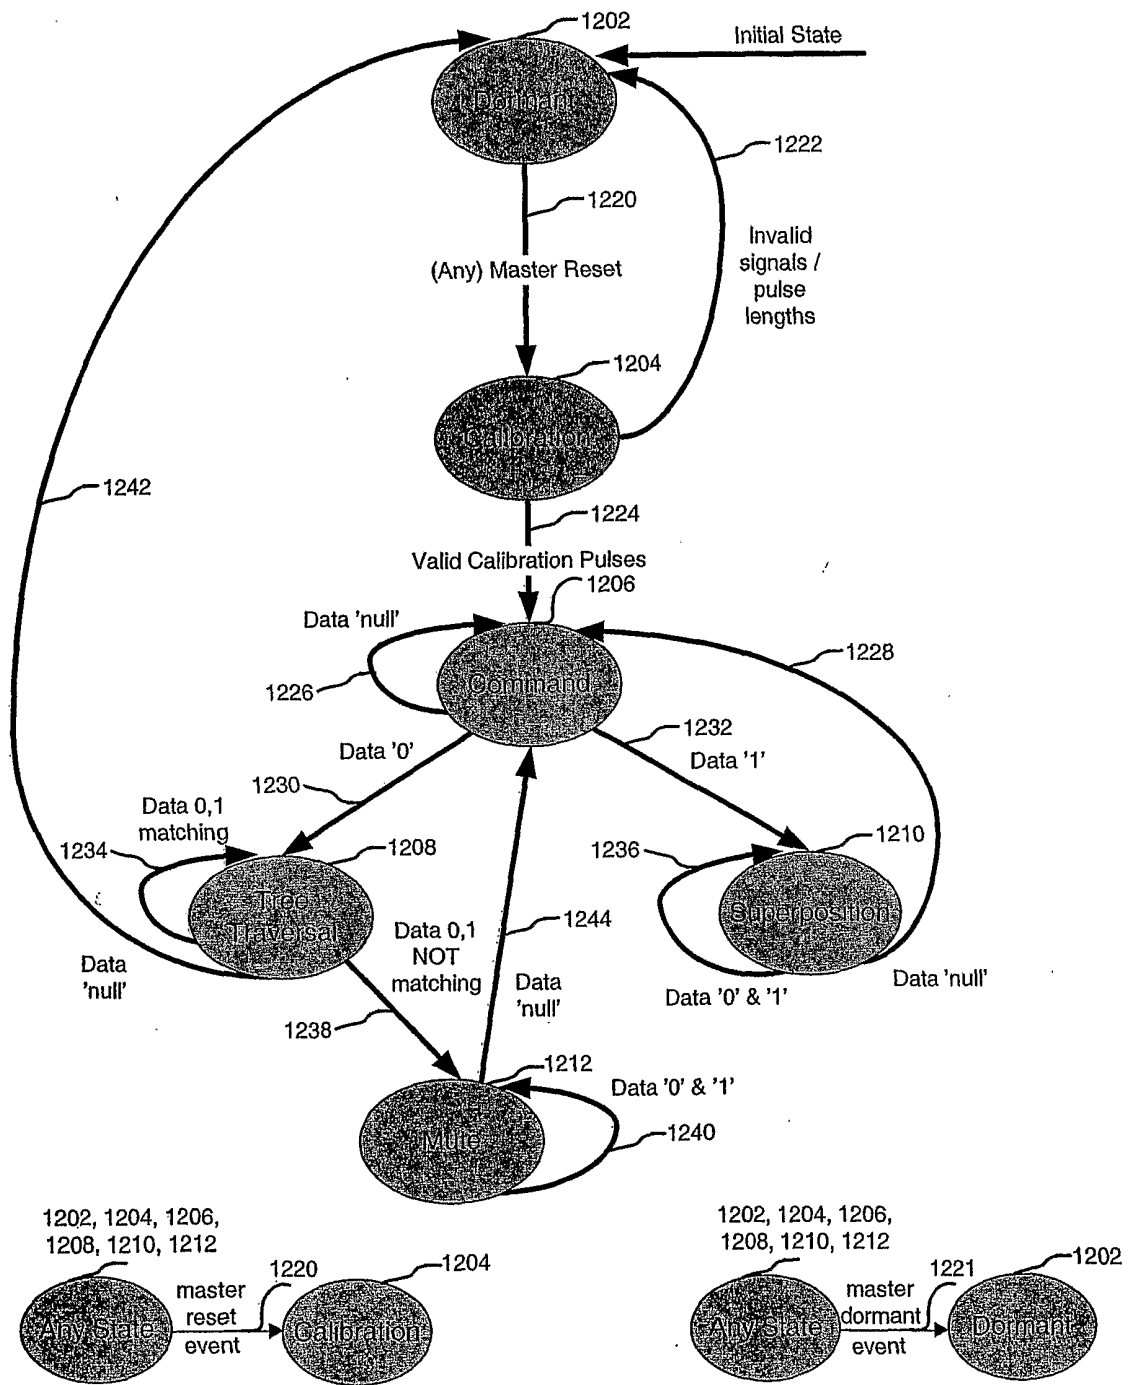 1202
Initial State
Dormant
1222
1220
Invalid
signals /
pulse
lengths
(Any) Master Reset
1204
Calibration
1242
1224
Valid Calibration Pulses
1206
Data 'null'
1228
1226
Command
1232
Data '0'
Data '1'
1230
Data 0,1
matching
1234
1208
1236
1210
Tree
Traversal
Superposition
1244
Data 0,1
NOT
matching
Data
'null'
Data
'null'
Data '0' & '1'
Data 'null'
1238
1212
Data '0' & '1'
Mute
1240
1202, 1204, 1206,
1208, 1210, 1212
1220
1204
Any State
master
reset
event
Calibration
1202, 1204, 1206,
1208, 1210, 1212
1221
1202
Any State
master
dormant
event
Dormant